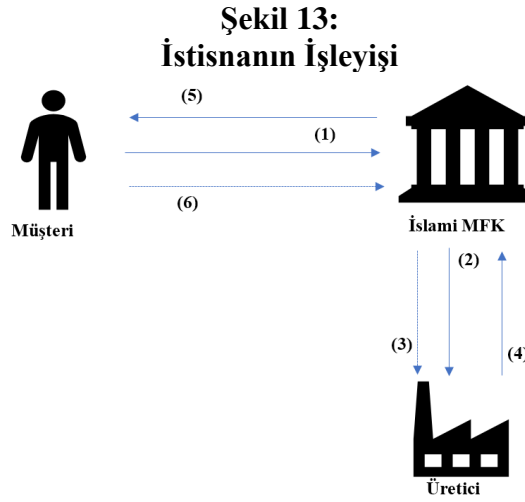 Şekil 13:
İstisnanın İşleyişi
(5)
(1)
(6)
Müşteri
İslami MFK
(2)
(3)
(4)
Üretici